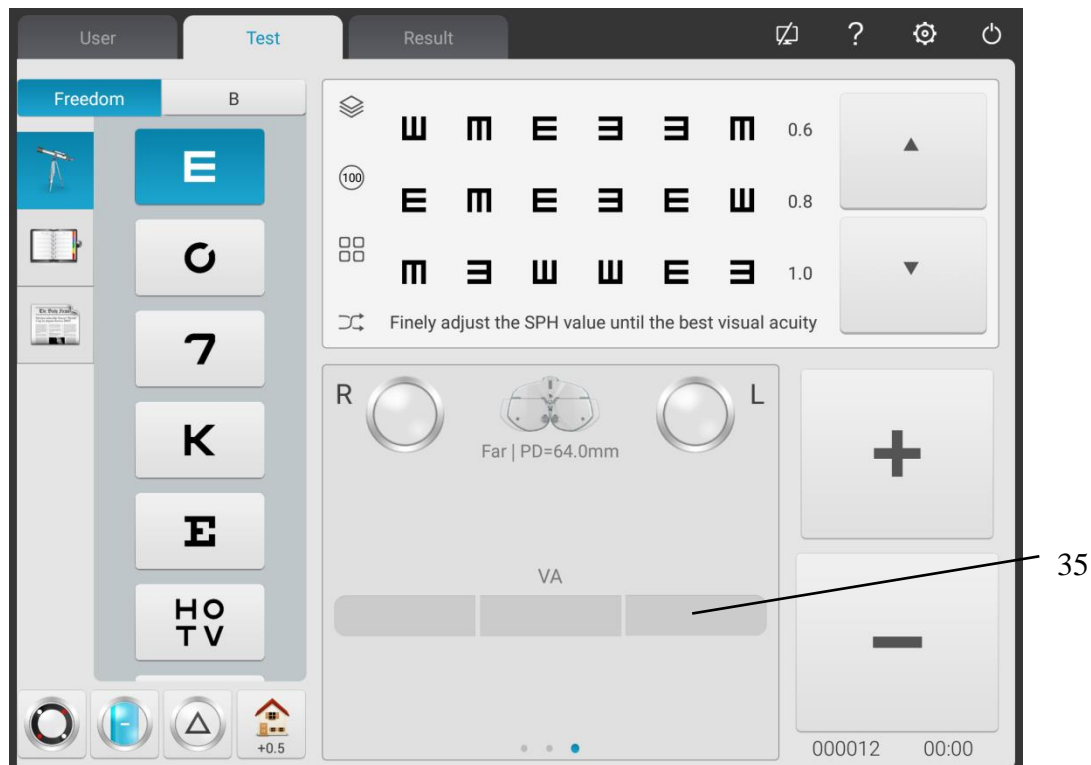 User Test Result ?
Freedom B
E
7
K
E
HO
TV
+0.5
100
E E E E E E 0.6
E E E E E E 0.8
E E E E E E 1.0
Finely adjust the SPH value until the best visual acuity
R L
Far | PD=64.0mm
VA
+
−
35
000012 00:00